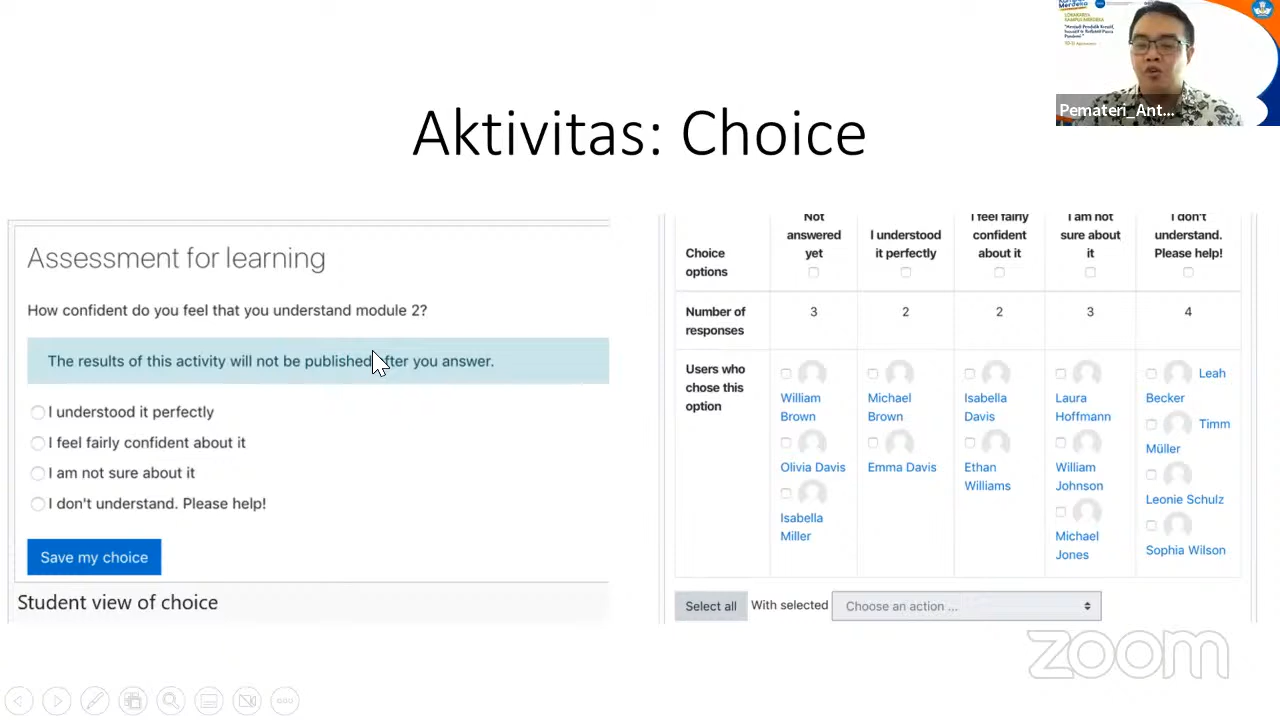 Merdeka
LOKAKARYA
KAMPUS MERDEKA
Pemateri_Ant...
Aktivitas: Choice
Assessment for learning
How confident do you feel that you understand module 2?
The results of this activity will not be published after you answer.
I understood it perfectly
I feel fairly confident about it
I am not sure about it
I don't understand. Please help!
Save my choice
Student view of choice
Choice options
Not answered yet
I understood it perfectly
I feel fairly confident about it
I am not sure about it
I don't understand. Please help!
Number of responses
3
2
2
3
4
Users who chose this option
William Brown
Olivia Davis
Isabella Miller
Michael Brown
Emma Davis
Isabella Davis
Ethan Williams
Laura Hoffmann
William Johnson
Michael Jones
Leah Becker
Timm Müller
Leonie Schulz
Sophia Wilson
Select all
With selected
Choose an action ...
zoom